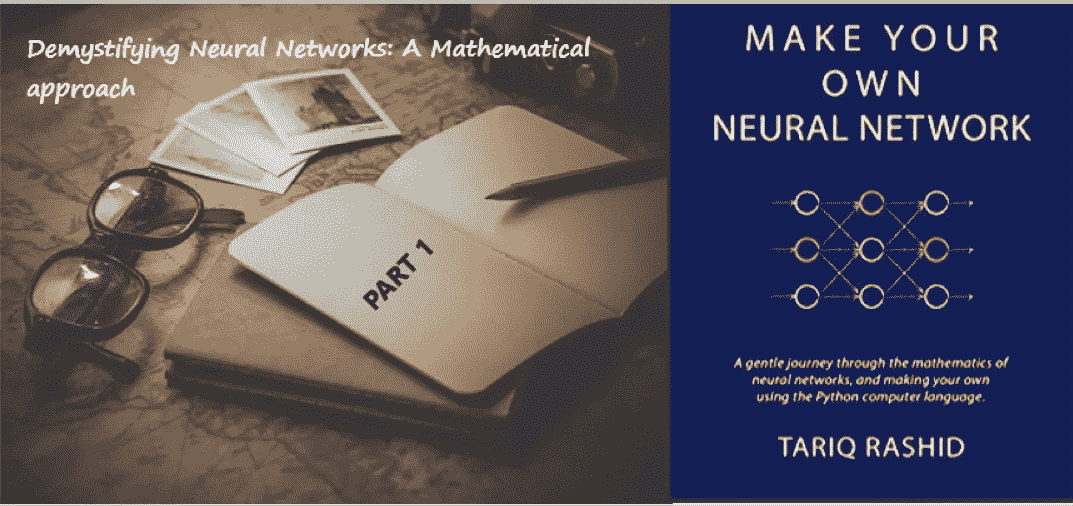 Demystifying Neural Networks: A Mathematical
approach
PART 1
MAKE YOUR
OWN
NEURAL NETWORK
A gentle journey through the mathematics of
neural networks, and making your own
using the Python computer language.
TARIQ RASHID